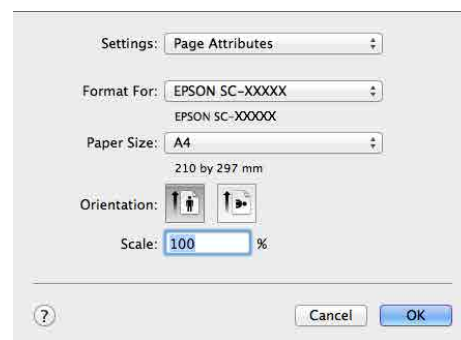 Settings: Page Attributes
Format For: EPSON SC-XXXXX
EPSON SC-XXXXX
Paper Size: A4
210 by 297 mm
Orientation:
Scale: 100 %
? Cancel OK